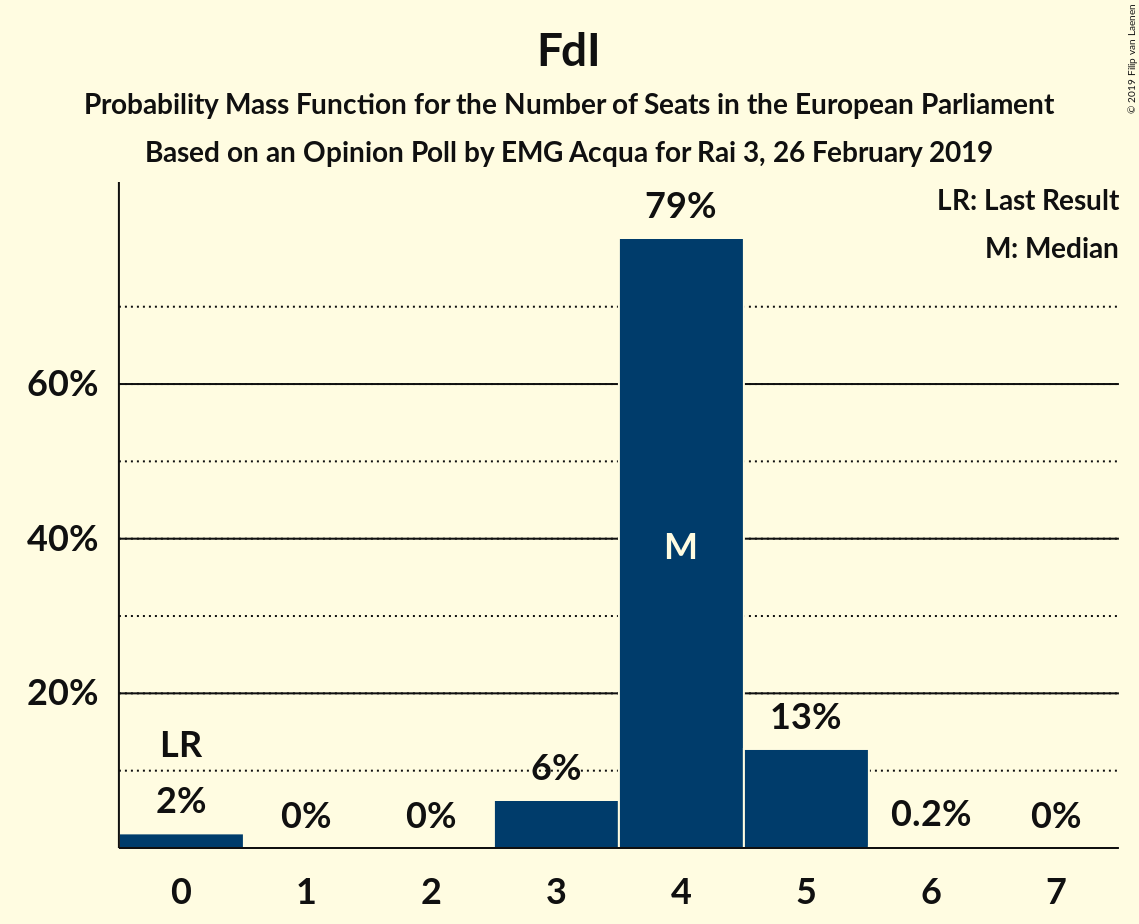 FdI
Probability Mass Function for the Number of Seats in the European Parliament
Based on an Opinion Poll by EMG Acqua for Rai 3, 26 February 2019
© 2019 Filip van Laenen
LR: Last Result
M: Median
79%
60%
40%
M
20%
13%
LR
6%
2%
0%
0%
0.2%
0%
0 1 2 3 4 5 6 7